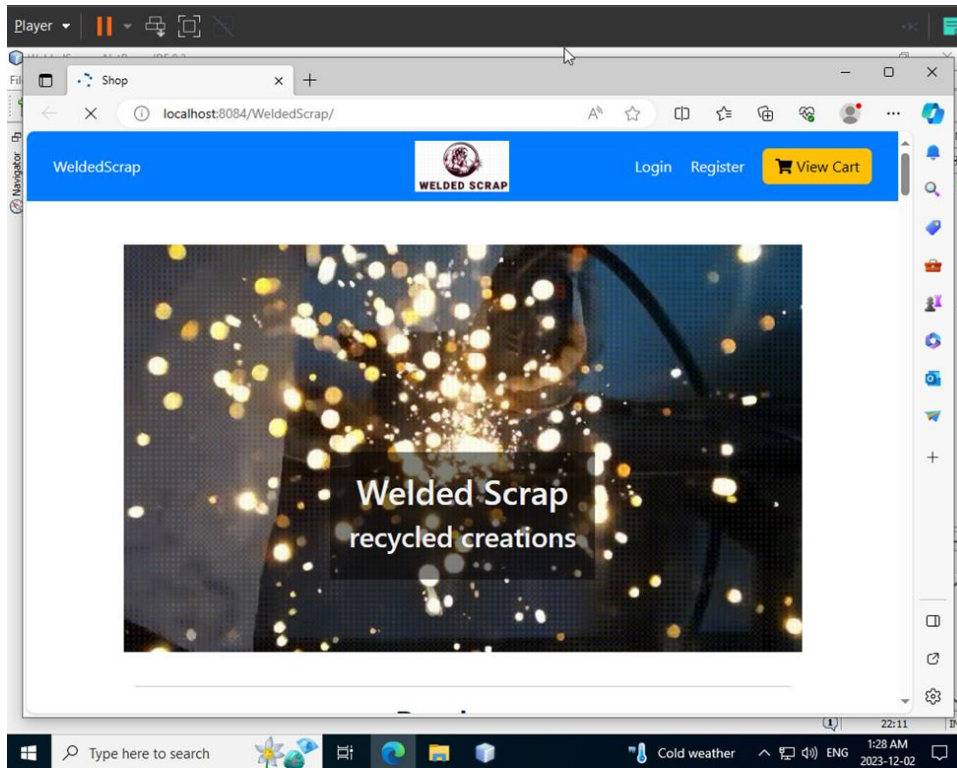 Player
Shop
localhost:8084/WeldedScrap/
Navigator
WeldedScrap
WELDED SCRAP
Login
Register
View Cart
Welded Scrap
recycled creations
22:11
Type here to search
Cold weather
ENG
1:28 AM
2023-12-02